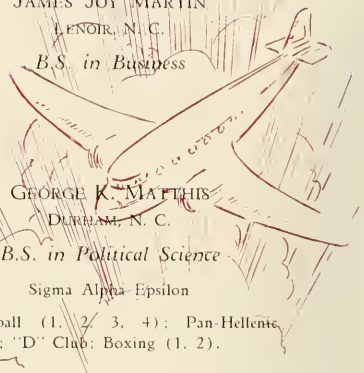 JAMES JOY MARTIN
LENOIR, N. C.
B.S. in Business
GEORGE K. MATTHIS
DURHAM, N. C.
B.S. in Political Science
Sigma Alpha Epsilon
ball (1, 2, 3, 4); Pan-Hellenic
; "D" Club; Boxing (1, 2).